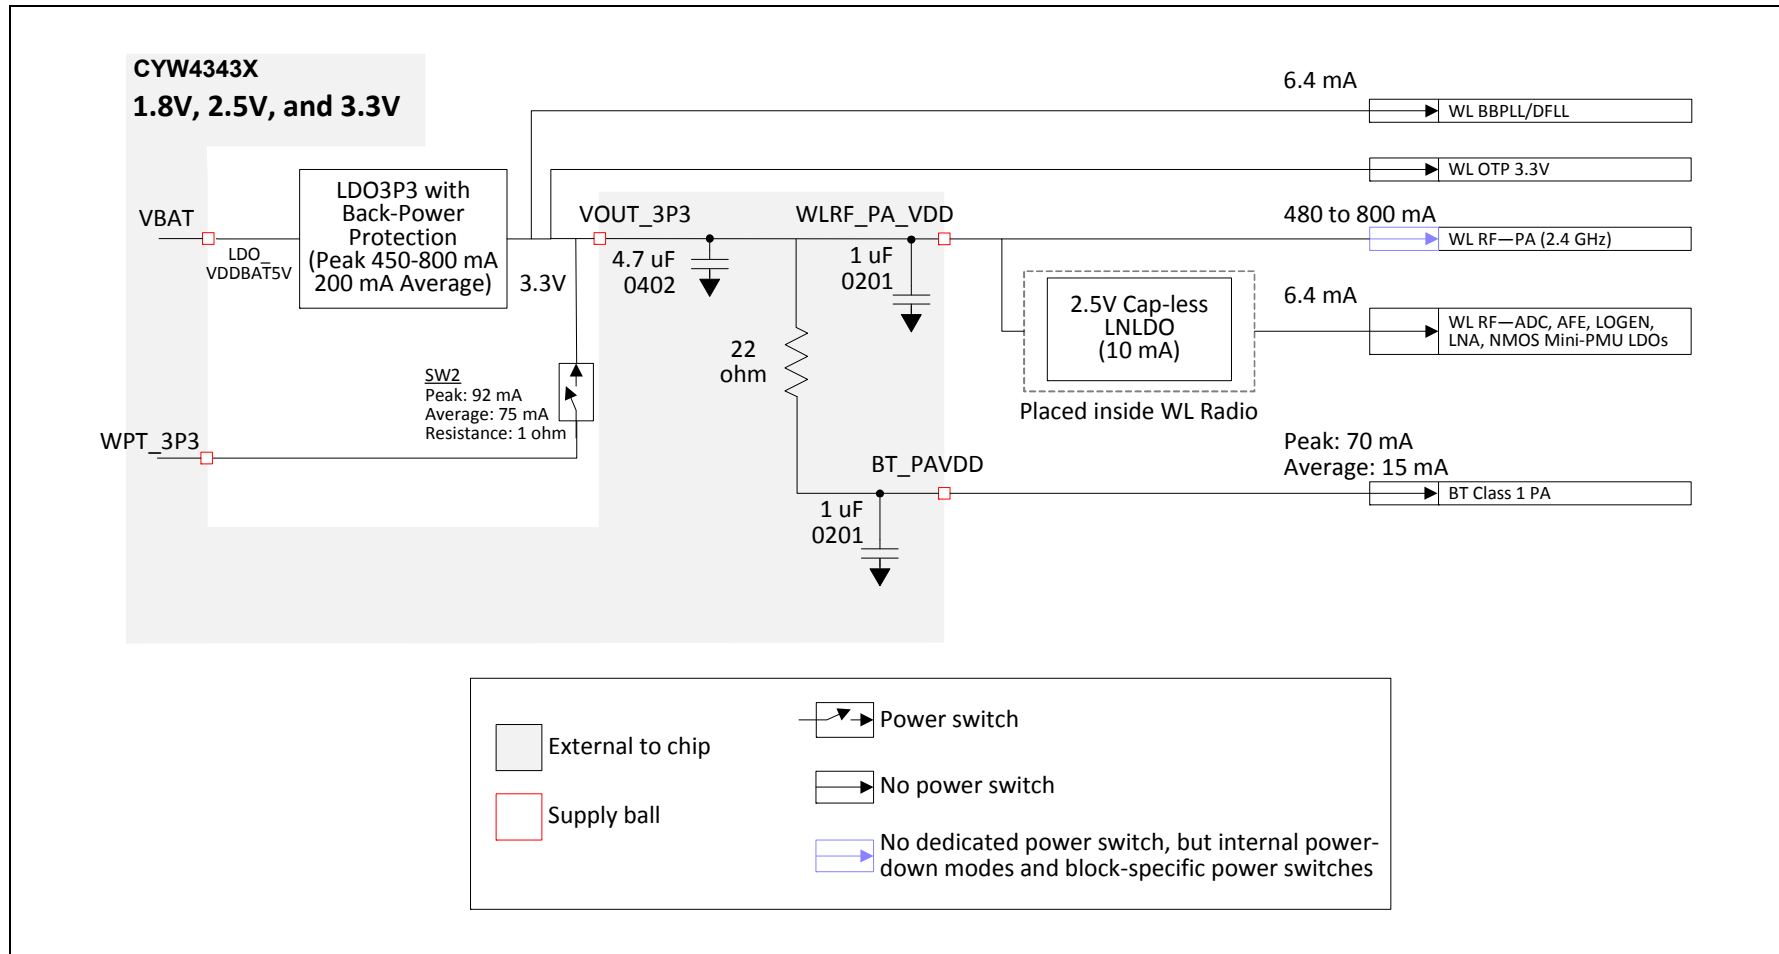 CYW4343X
1.8V, 2.5V, and 3.3V
6.4 mA
WL BBPLL/DFLL
WL OTP 3.3V
VBAT
LDO_
VDDBAT5V
LDO3P3 with
Back-Power
Protection
(Peak 450-800 mA
200 mA Average)
3.3V
VOUT_3P3
4.7 uF
0402
WLRF_PA_VDD
1 uF
0201
480 to 800 mA
WL RF—PA (2.4 GHz)
2.5V Cap-less
LNLDO
(10 mA)
Placed inside WL Radio
6.4 mA
WL RF—ADC, AFE, LOGEN,
LNA, NMOS Mini-PMU LDOs
22
ohm
SW2
Peak: 92 mA
Average: 75 mA
Resistance: 1 ohm
WPT_3P3
BT_PAVDD
1 uF
0201
Peak: 70 mA
Average: 15 mA
BT Class 1 PA
External to chip
Supply ball
Power switch
No power switch
No dedicated power switch, but internal power-
down modes and block-specific power switches